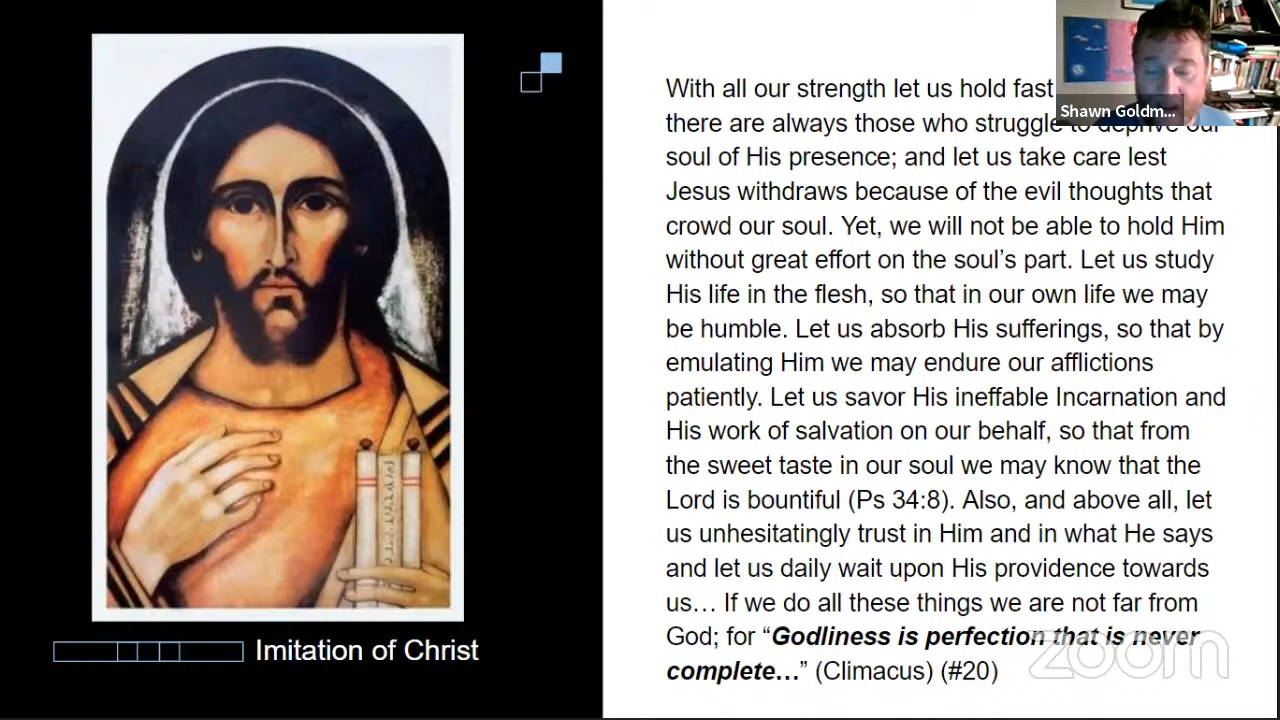 With all our strength let us hold fast
there are always those who struggle to deprive our
soul of His presence; and let us take care lest
Jesus withdraws because of the evil thoughts that
crowd our soul. Yet, we will not be able to hold Him
without great effort on the soul’s part. Let us study
His life in the flesh, so that in our own life we may
be humble. Let us absorb His sufferings, so that by
emulating Him we may endure our afflictions
patiently. Let us savor His ineffable Incarnation and
His work of salvation on our behalf, so that from
the sweet taste in our soul we may know that the
Lord is bountiful (Ps 34:8). Also, and above all, let
us unhesitatingly trust in Him and in what He says
and let us daily wait upon His providence towards
us… If we do all these things we are not far from
God; for “Godliness is perfection that is never
complete…” (Climacus) (#20)
Imitation of Christ
Shawn Goldm...
zoom